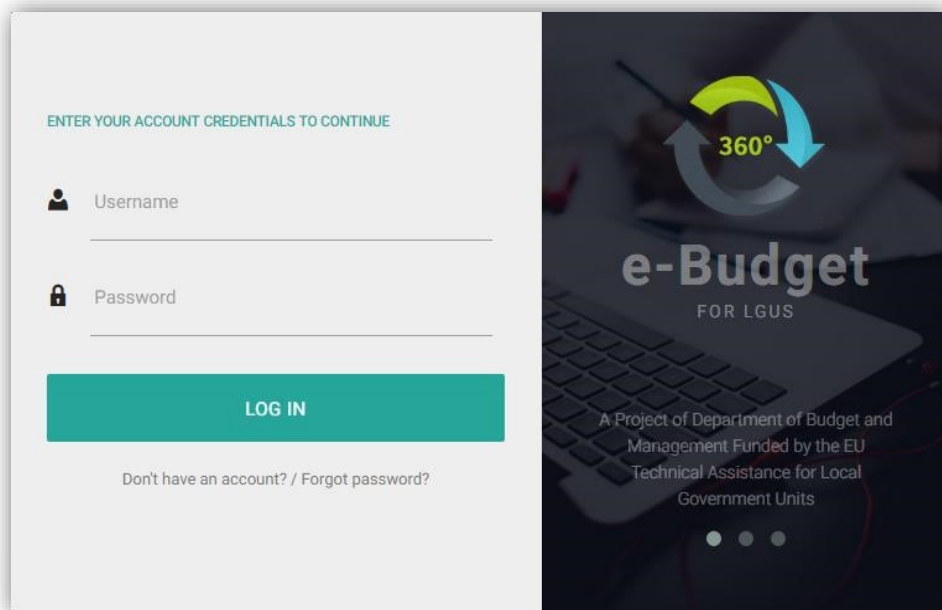 ENTER YOUR ACCOUNT CREDENTIALS TO CONTINUE
Username
Password
LOG IN
Don't have an account? / Forgot password?
360°
e-Budget
FOR LGUS
A Project of Department of Budget and
Management Funded by the EU
Technical Assistance for Local
Government Units